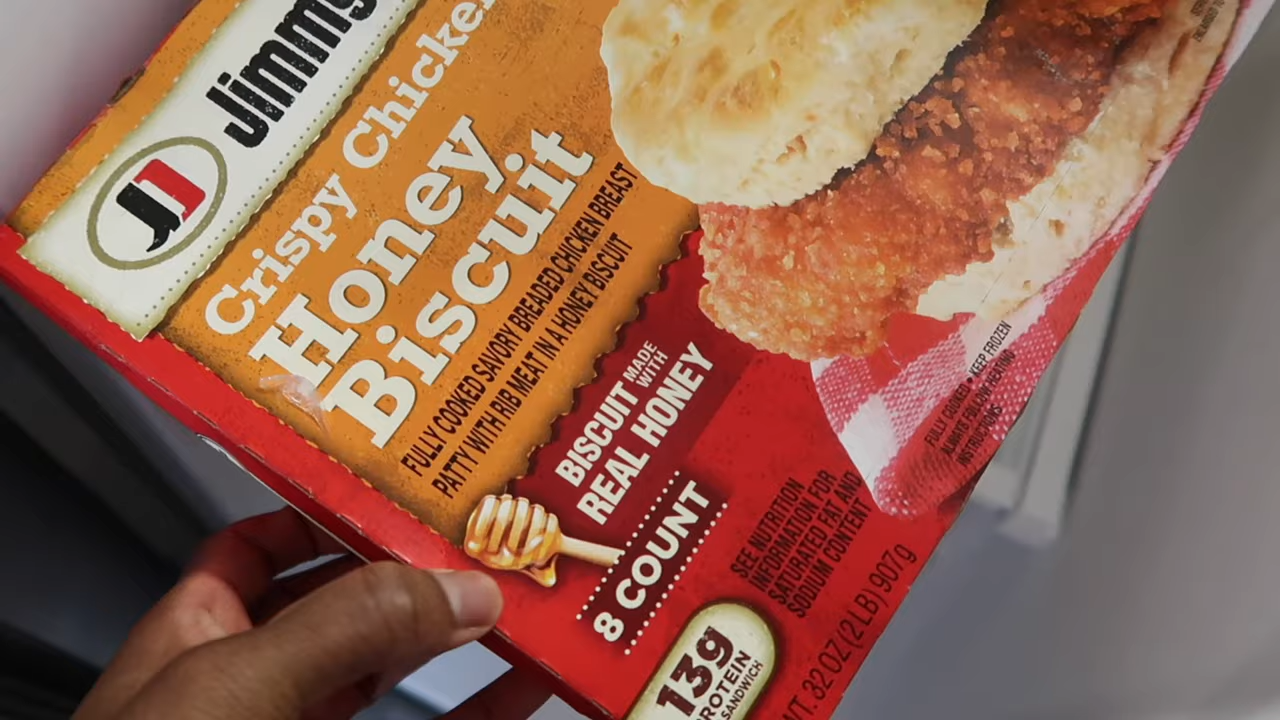 Jimmy
Crispy Chicken
Honey
Biscuit
FULLY COOKED SAVORY BREADED CHICKEN BREAST
PATTY WITH RIB MEAT IN A HONEY BISCUIT
BISCUIT MADE WITH
REAL HONEY
8 COUNT
SEE NUTRITION
INFORMATION FOR
SATURATED FAT AND
SODIUM CONTENT
FULLY COOKED • KEEP FROZEN
ALWAYS FOLLOW HEATING
INSTRUCTIONS
13g
PROTEIN
SANDWICH
WT. 32 OZ (2 LB) 907g